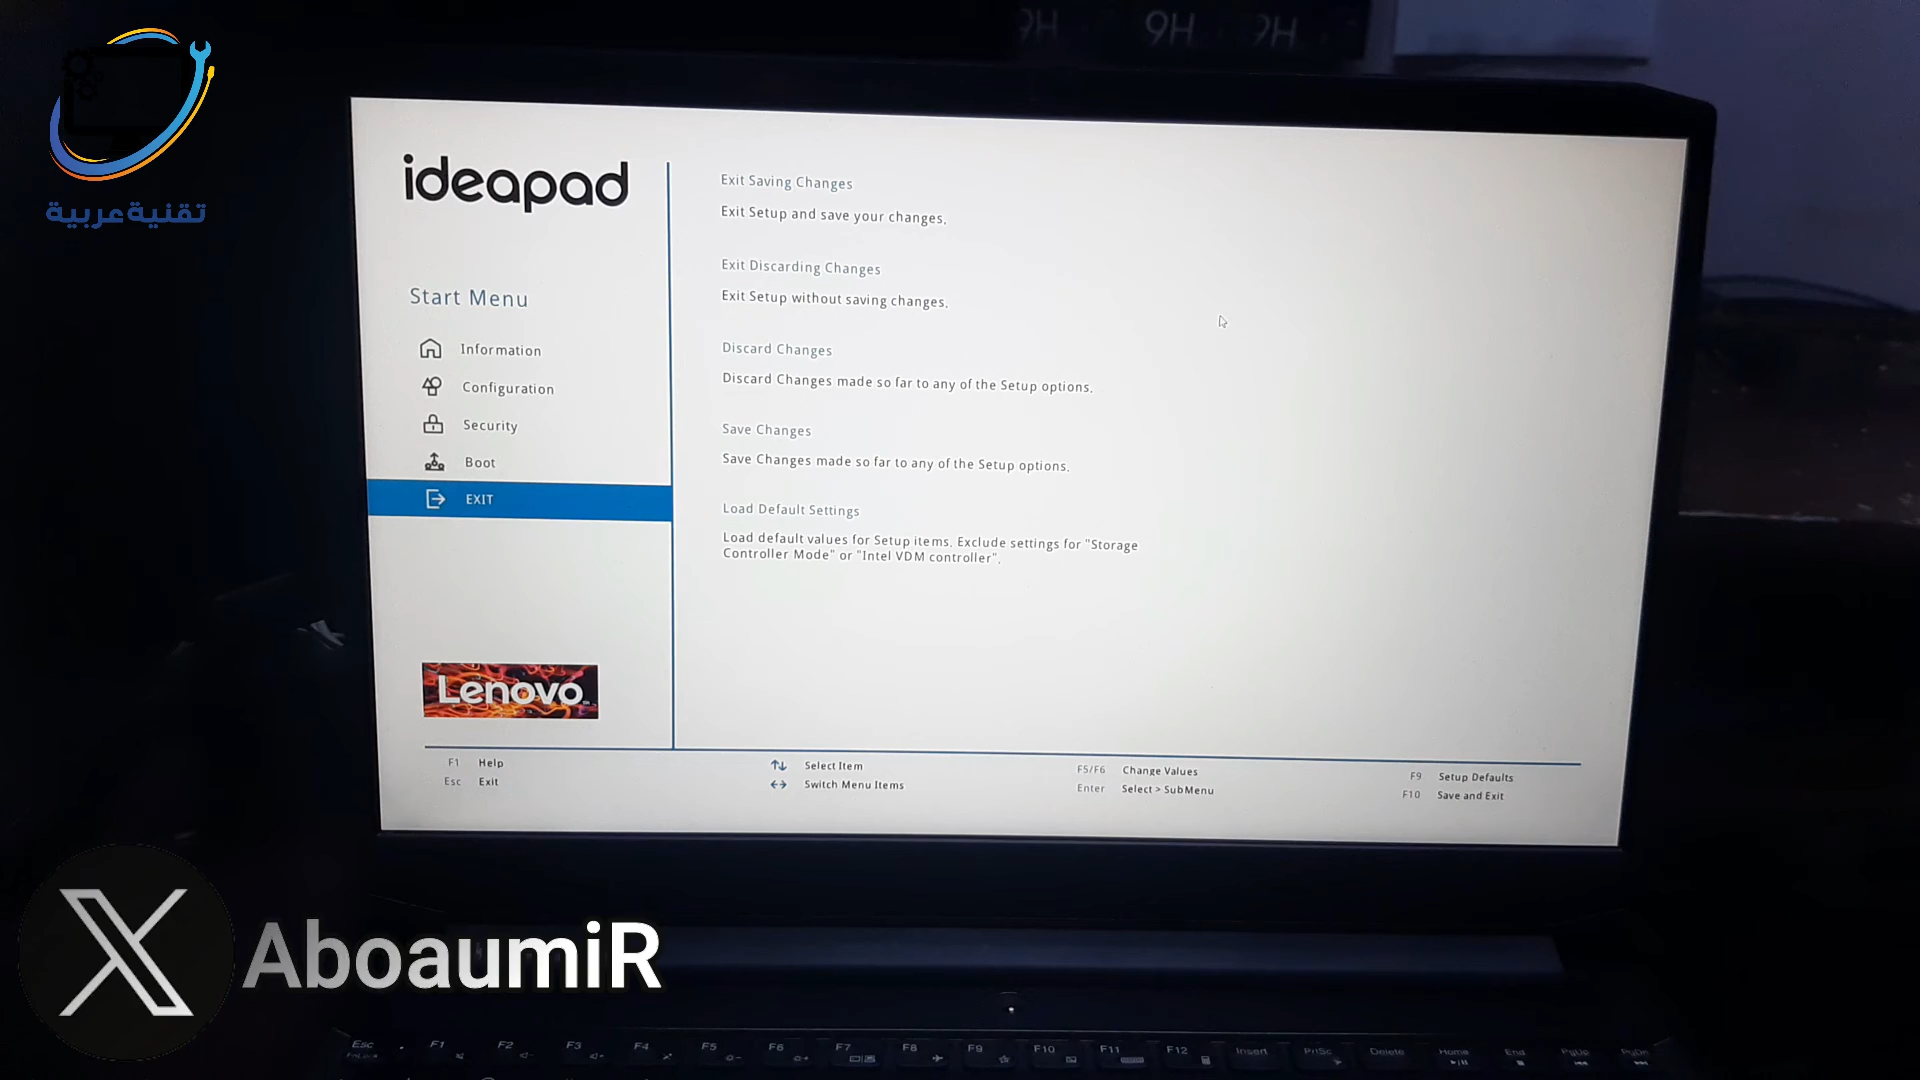 9H 9H 9H
تقنية عربية
ideapad
Start Menu
Information
Configuration
Security
Boot
EXIT
Lenovo
Exit Saving Changes
Exit Setup and save your changes.
Exit Discarding Changes
Exit Setup without saving changes.
Discard Changes
Discard Changes made so far to any of the Setup options.
Save Changes
Save Changes made so far to any of the Setup options.
Load Default Settings
Load default values for Setup items. Exclude settings for "Storage
Controller Mode" or "Intel VDM controller".
F1 Help
Esc Exit
Select Item
Switch Menu Items
F5/F6 Change Values
Enter Select > SubMenu
F9 Setup Defaults
F10 Save and Exit
X AboaumiR
Esc F1 F2 F3 F4 F5 F6 F7 F8 F9 F10 F11 F12 Insert PrtSc Delete Home End PgUp PgDn
FnLock